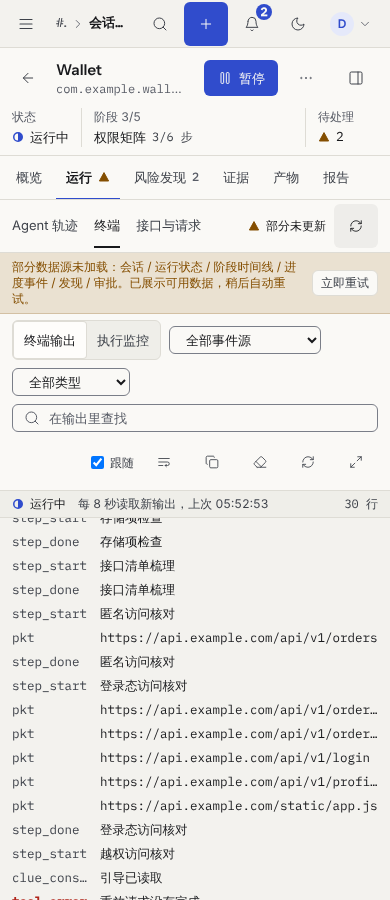 #. > 会话...
2
D
Wallet
com.example.wall...
暂停
状态
运行中
阶段 3/5
权限矩阵 3/6 步
待处理
2
概览 运行 风险发现 2 证据 产物 报告
Agent 轨迹 终端 接口与请求 部分未更新
部分数据源未加载：会话 / 运行状态 / 阶段时间线 / 进
度事件 / 发现 / 审批。已展示可用数据，稍后自动重
试。
立即重试
终端输出 执行监控 全部事件源
全部类型
在输出里查找
跟随
运行中 每 8 秒读取新输出，上次 05:52:53 30 行
step_start 存储项检查
step_done 存储项检查
step_start 接口清单梳理
step_done 接口清单梳理
step_start 匿名访问核对
pkt https://api.example.com/api/v1/orders
step_done 匿名访问核对
step_start 登录态访问核对
pkt https://api.example.com/api/v1/order…
pkt https://api.example.com/api/v1/order…
pkt https://api.example.com/api/v1/login
pkt https://api.example.com/api/v1/profi…
pkt https://api.example.com/static/app.js
step_done 登录态访问核对
step_start 越权访问核对
clue_cons… 引导已读取